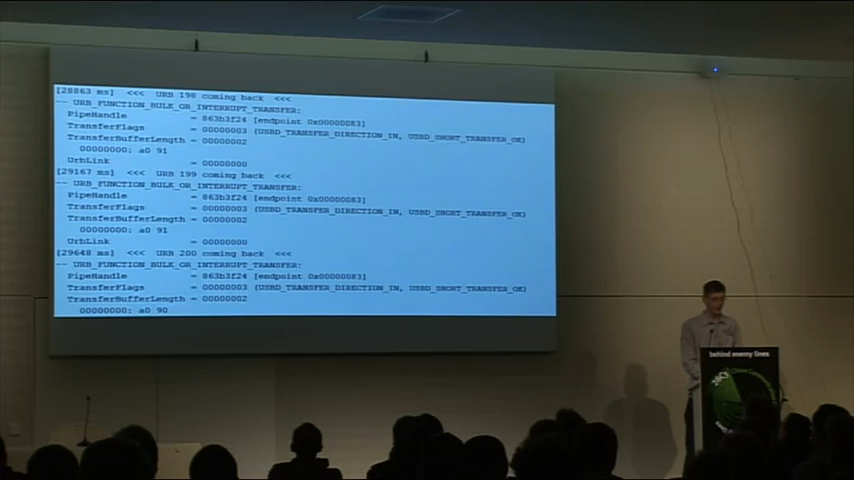 [28863 ms]  <<<  URB 198 coming back  <<<
-- URB_FUNCTION_BULK_OR_INTERRUPT_TRANSFER:
PipeHandle = 863b3f24 [endpoint 0x00000083]
TransferFlags = 00000003 (USBD_TRANSFER_DIRECTION_IN, USBD_SHORT_TRANSFER_OK)
TransferBufferLength = 00000002
00000000: a0 91
UrbLink = 00000000
[29167 ms]  <<<  URB 199 coming back  <<<
-- URB_FUNCTION_BULK_OR_INTERRUPT_TRANSFER:
PipeHandle = 863b3f24 [endpoint 0x00000083]
TransferFlags = 00000003 (USBD_TRANSFER_DIRECTION_IN, USBD_SHORT_TRANSFER_OK)
TransferBufferLength = 00000002
00000000: a0 91
UrbLink = 00000000
[29648 ms]  <<<  URB 200 coming back  <<<
-- URB_FUNCTION_BULK_OR_INTERRUPT_TRANSFER:
PipeHandle = 863b3f24 [endpoint 0x00000083]
TransferFlags = 00000003 (USBD_TRANSFER_DIRECTION_IN, USBD_SHORT_TRANSFER_OK)
TransferBufferLength = 00000002
00000000: a0 90
behind enemy lines